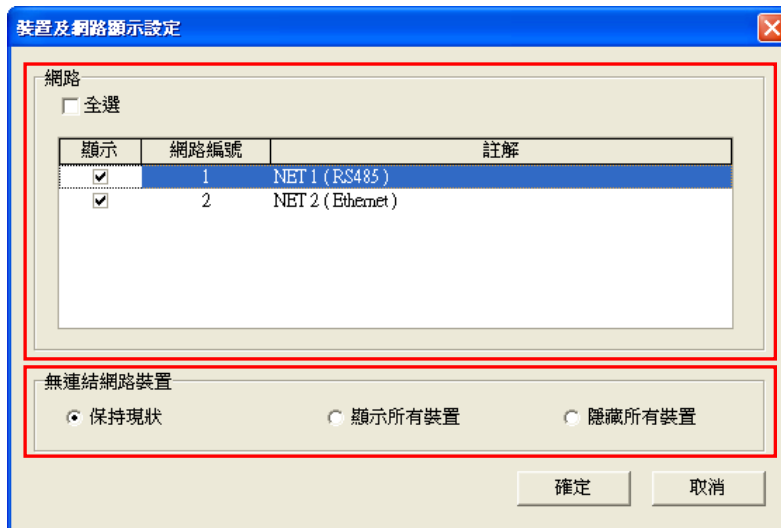 裝置及網路顯示設定
網路
全選
顯示 網路編號 註解
1 NET 1 ( RS485 )
2 NET 2 ( Ethernet )
無連結網路裝置
保持現狀 顯示所有裝置 隱藏所有裝置
確定 取消